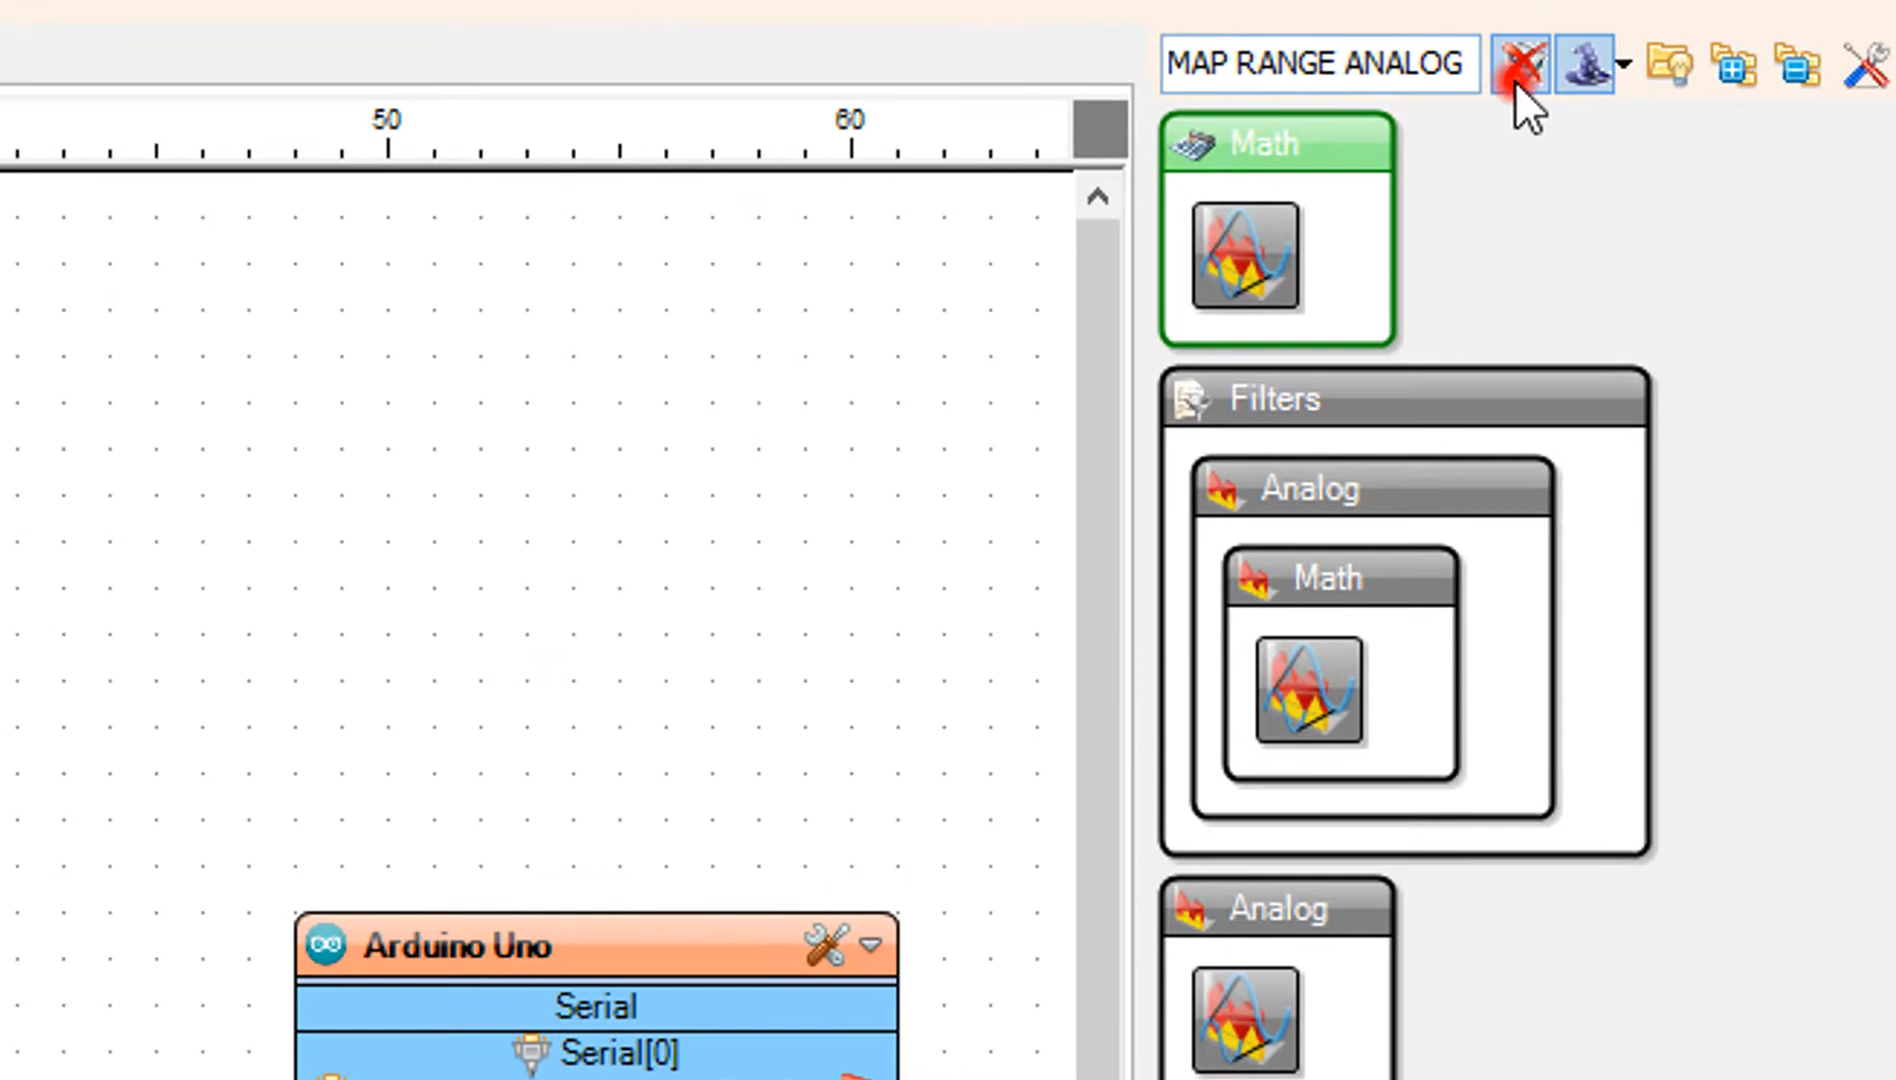 MAP RANGE ANALOG
50
60
Math
Filters
Analog
Math
Analog
Arduino Uno
Serial
Serial[0]